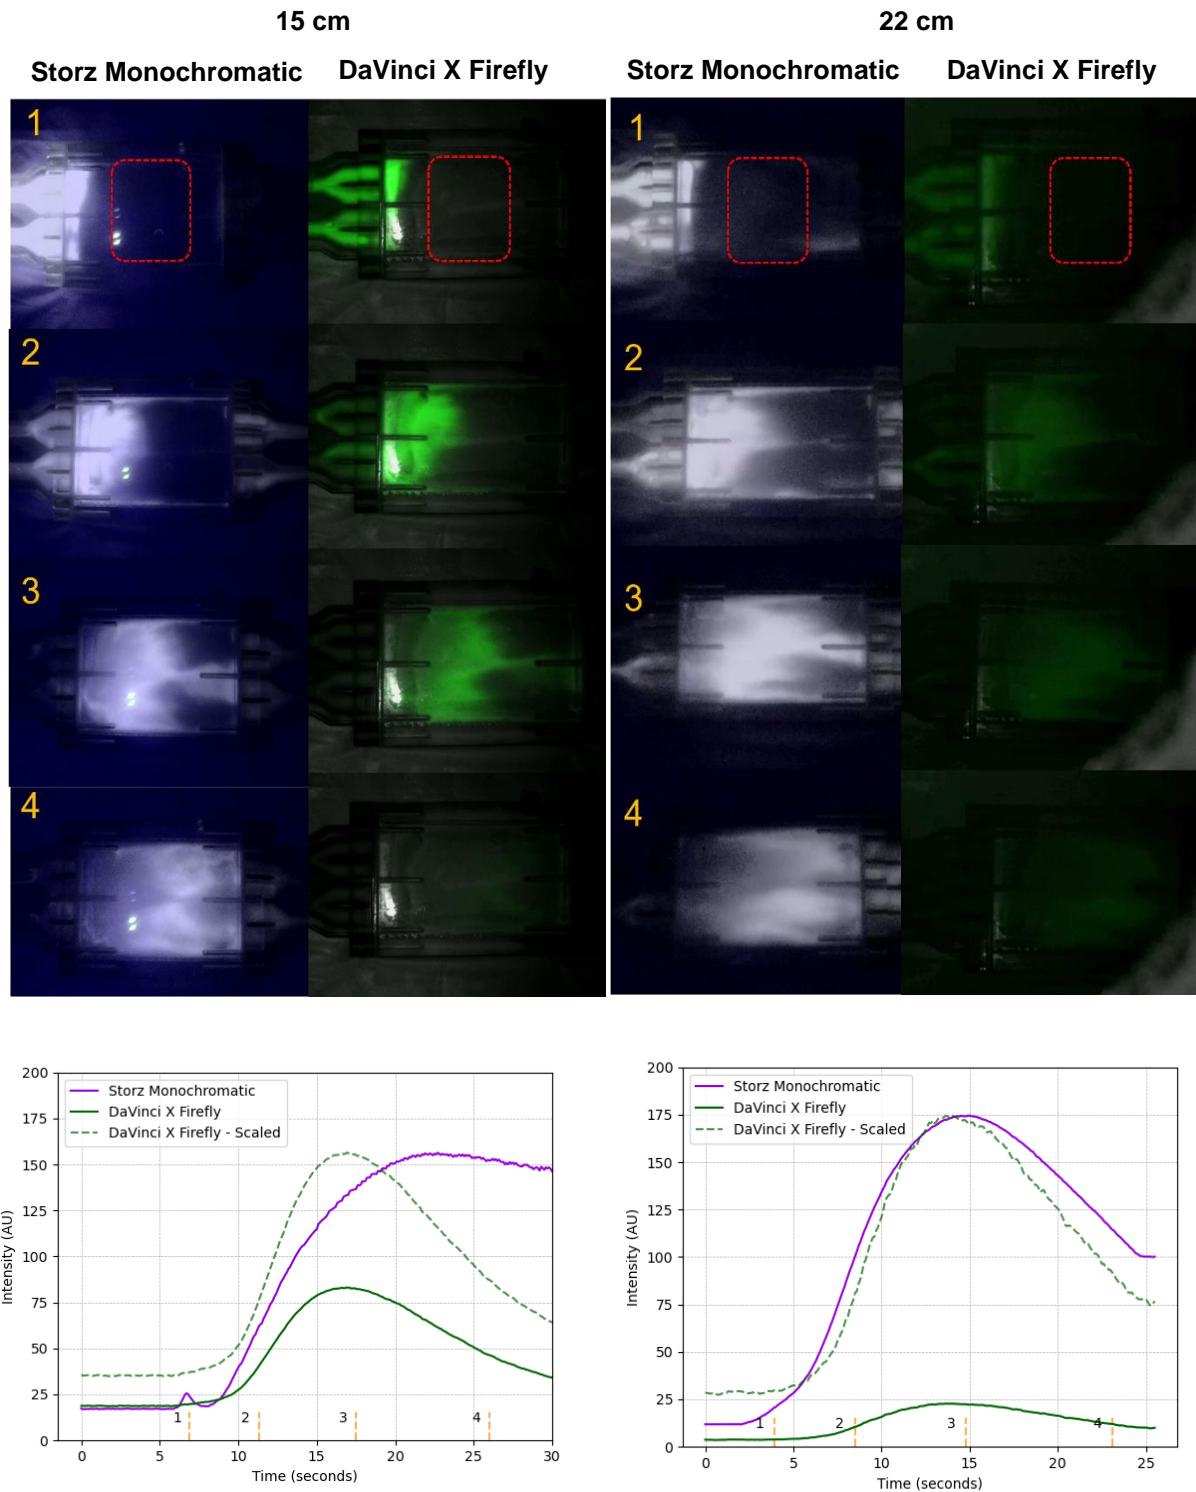 15 cm
22 cm
Storz Monochromatic
DaVinci X Firefly
Storz Monochromatic
DaVinci X Firefly
1
1
2
2
3
3
4
4
200
175
150
125
100
75
50
25
0
Intensity (AU)
Storz Monochromatic
DaVinci X Firefly
DaVinci X Firefly - Scaled
1
2
3
4
0
5
10
15
20
25
30
Time (seconds)
200
175
150
125
100
75
50
25
0
Intensity (AU)
Storz Monochromatic
DaVinci X Firefly
DaVinci X Firefly - Scaled
1
2
3
4
0
5
10
15
20
25
Time (seconds)